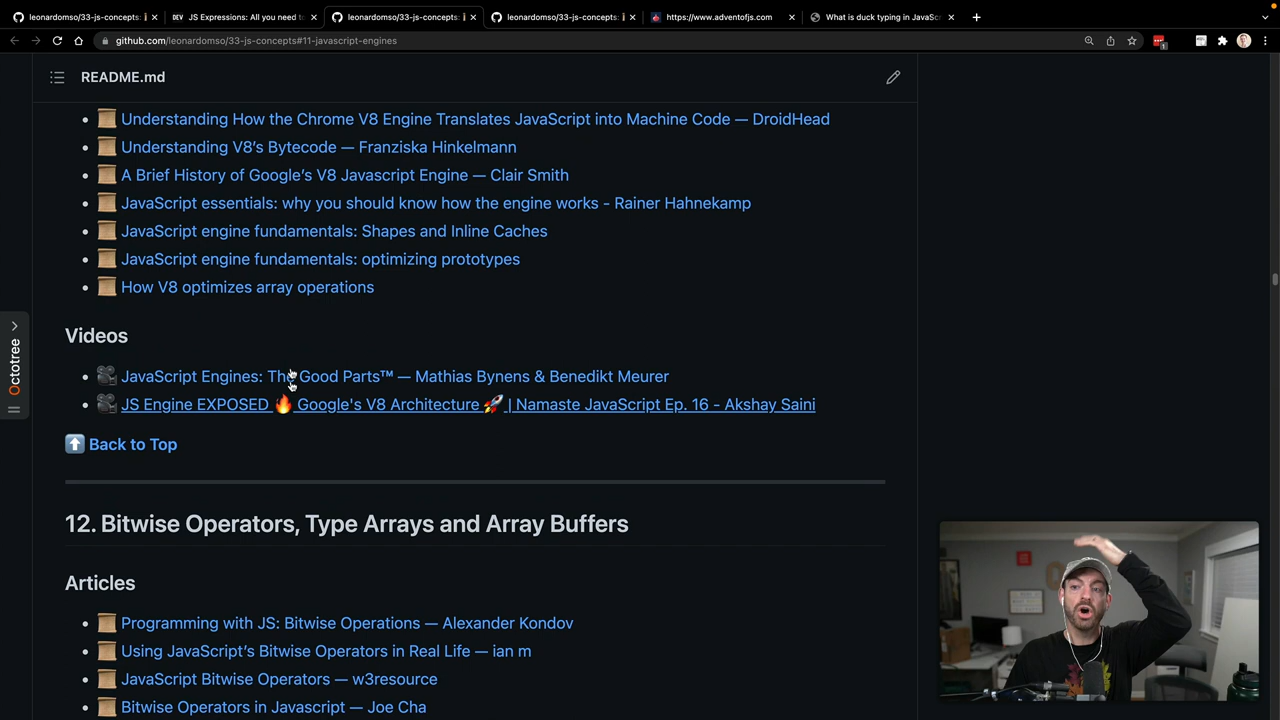 leonardomso/33-js-concepts:
JS Expressions: All you need to
leonardomso/33-js-concepts:
leonardomso/33-js-concepts:
https://www.adventofjs.com
What is duck typing in JavaSc
github.com/leonardomso/33-js-concepts#11-javascript-engines
README.md
Understanding How the Chrome V8 Engine Translates JavaScript into Machine Code — DroidHead
Understanding V8's Bytecode — Franziska Hinkelmann
A Brief History of Google's V8 Javascript Engine — Clair Smith
JavaScript essentials: why you should know how the engine works - Rainer Hahnekamp
JavaScript engine fundamentals: Shapes and Inline Caches
JavaScript engine fundamentals: optimizing prototypes
How V8 optimizes array operations
Octotree
Videos
JavaScript Engines: The Good Parts™ — Mathias Bynens & Benedikt Meurer
JS Engine EXPOSED 🔥 Google's V8 Architecture 🚀 | Namaste JavaScript Ep. 16 - Akshay Saini
Back to Top
12. Bitwise Operators, Type Arrays and Array Buffers
Articles
Programming with JS: Bitwise Operations — Alexander Kondov
Using JavaScript's Bitwise Operators in Real Life — ian m
JavaScript Bitwise Operators — w3resource
Bitwise Operators in Javascript — Joe Cha